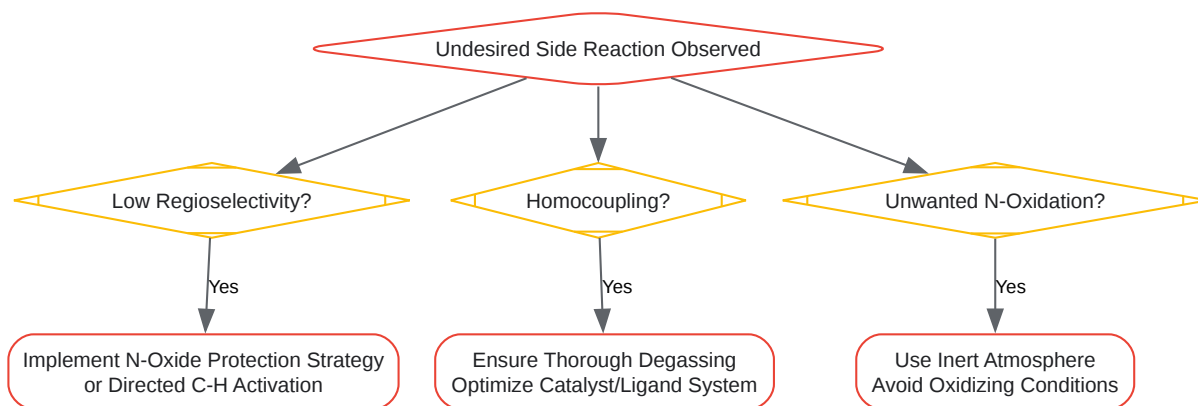 Undesired Side Reaction Observed
Low Regioselectivity?
Homocoupling?
Unwanted N-Oxidation?
Yes
Yes
Yes
Implement N-Oxide Protection Strategy
or Directed C-H Activation
Ensure Thorough Degassing
Optimize Catalyst/Ligand System
Use Inert Atmosphere
Avoid Oxidizing Conditions